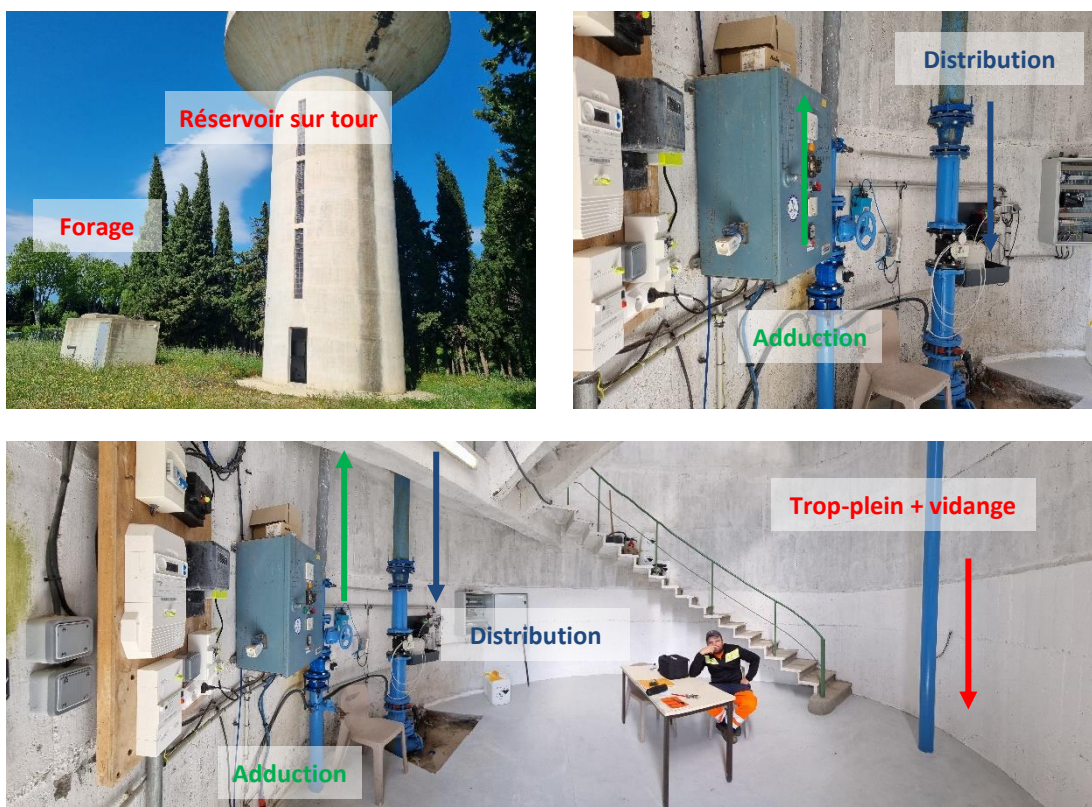 Réservoir sur tour
Forage
Distribution
Adduction
Trop-plein + vidange
Distribution
Adduction